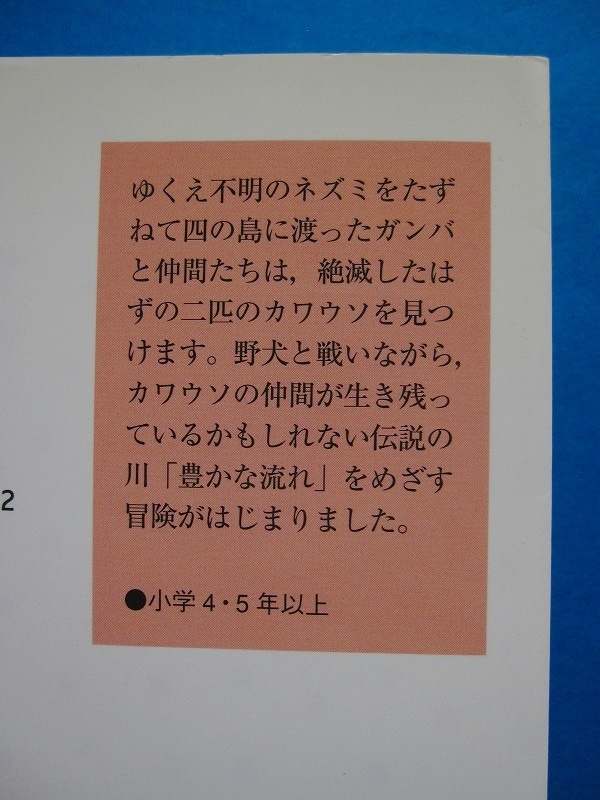 ゆくえ不明のネズミをたず
ねて四の島に渡ったガンバ
と仲間たちは，絶滅したは
ずの二匹のカワウソを見つ
けます。野犬と戦いながら，
カワウソの仲間が生き残っ
ているかもしれない伝説の
川「豊かな流れ」をめざす
冒険がはじまりました。
●小学4・5年以上
2